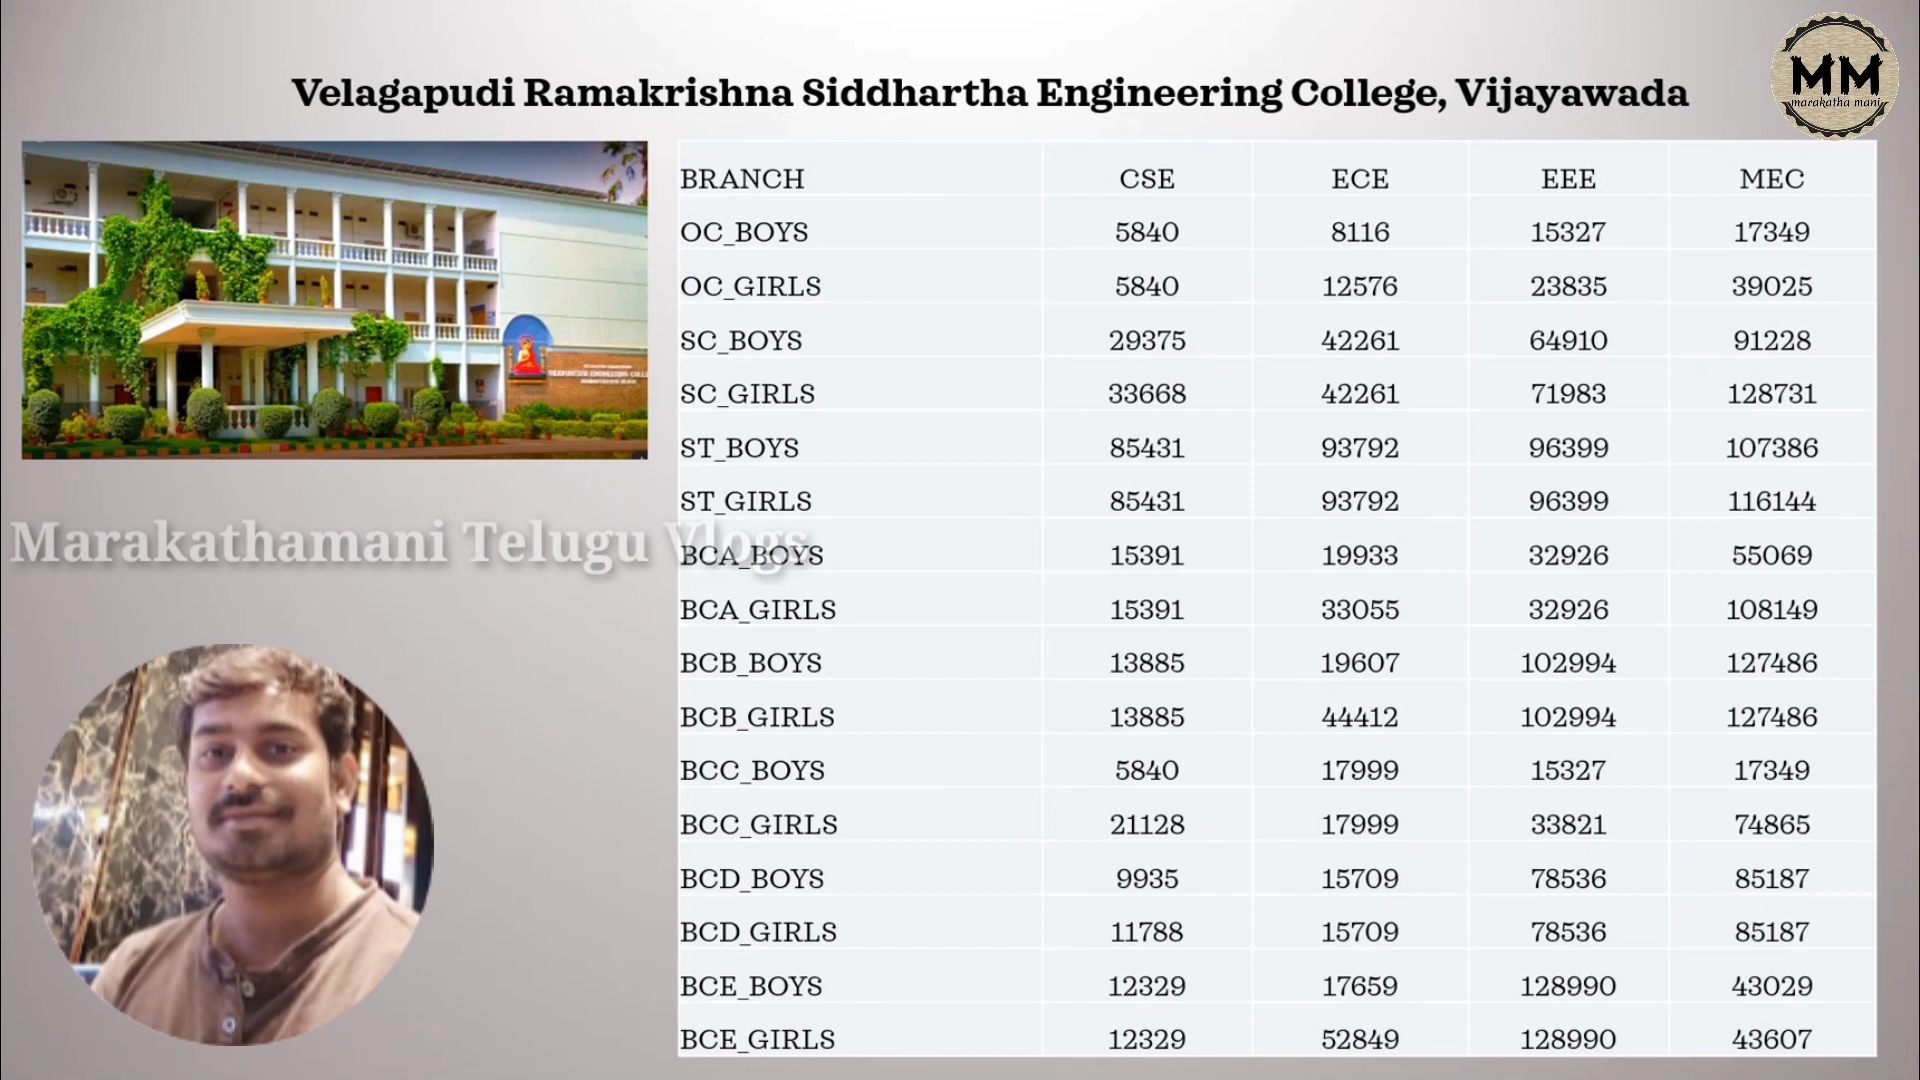 Velagapudi Ramakrishna Siddhartha Engineering College, Vijayawada
MM
marakatha mani
BRANCH CSE ECE EEE MEC
OC_BOYS 5840 8116 15327 17349
OC_GIRLS 5840 12576 23835 39025
SC_BOYS 29375 42261 64910 91228
SC_GIRLS 33668 42261 71983 128731
ST_BOYS 85431 93792 96399 107386
ST_GIRLS 85431 93792 96399 116144
Marakathamani Telugu Vlogs
BCA_BOYS 15391 19933 32926 55069
BCA_GIRLS 15391 33055 32926 108149
BCB_BOYS 13885 19607 102994 127486
BCB_GIRLS 13885 44412 102994 127486
BCC_BOYS 5840 17999 15327 17349
BCC_GIRLS 21128 17999 33821 74865
BCD_BOYS 9935 15709 78536 85187
BCD_GIRLS 11788 15709 78536 85187
BCE_BOYS 12329 17659 128990 43029
BCE_GIRLS 12329 52849 128990 43607